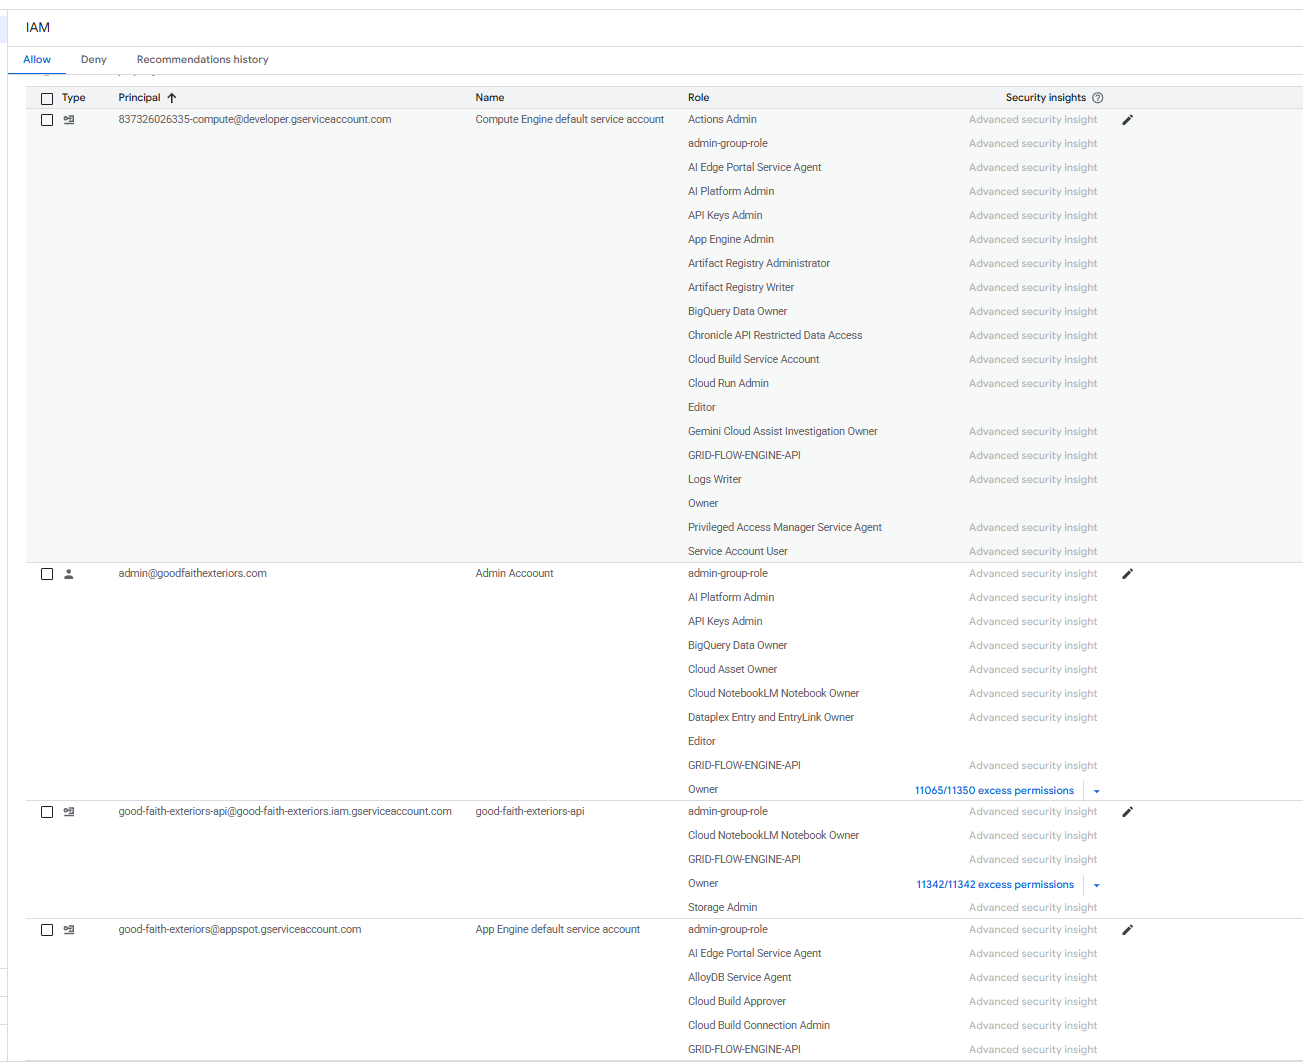 IAM
Allow Deny Recommendations history
Type Principal Name Role Security insights
837326026335-compute@developer.gserviceaccount.com Compute Engine default service account Actions Admin Advanced security insight
admin-group-role Advanced security insight
AI Edge Portal Service Agent Advanced security insight
AI Platform Admin Advanced security insight
API Keys Admin Advanced security insight
App Engine Admin Advanced security insight
Artifact Registry Administrator Advanced security insight
Artifact Registry Writer Advanced security insight
BigQuery Data Owner Advanced security insight
Chronicle API Restricted Data Access Advanced security insight
Cloud Build Service Account Advanced security insight
Cloud Run Admin Advanced security insight
Editor
Gemini Cloud Assist Investigation Owner Advanced security insight
GRID-FLOW-ENGINE-API Advanced security insight
Logs Writer Advanced security insight
Owner
Privileged Access Manager Service Agent Advanced security insight
Service Account User Advanced security insight
admin@goodfaithexteriors.com Admin Accoount admin-group-role Advanced security insight
AI Platform Admin Advanced security insight
API Keys Admin Advanced security insight
BigQuery Data Owner Advanced security insight
Cloud Asset Owner Advanced security insight
Cloud NotebookLM Notebook Owner Advanced security insight
Dataplex Entry and EntryLink Owner Advanced security insight
Editor
GRID-FLOW-ENGINE-API Advanced security insight
Owner 11065/11350 excess permissions
good-faith-exteriors-api@good-faith-exteriors.iam.gserviceaccount.com good-faith-exteriors-api admin-group-role Advanced security insight
Cloud NotebookLM Notebook Owner Advanced security insight
GRID-FLOW-ENGINE-API Advanced security insight
Owner 11342/11342 excess permissions
Storage Admin Advanced security insight
good-faith-exteriors@appspot.gserviceaccount.com App Engine default service account admin-group-role Advanced security insight
AI Edge Portal Service Agent Advanced security insight
AlloyDB Service Agent Advanced security insight
Cloud Build Approver Advanced security insight
Cloud Build Connection Admin Advanced security insight
GRID-FLOW-ENGINE-API Advanced security insight